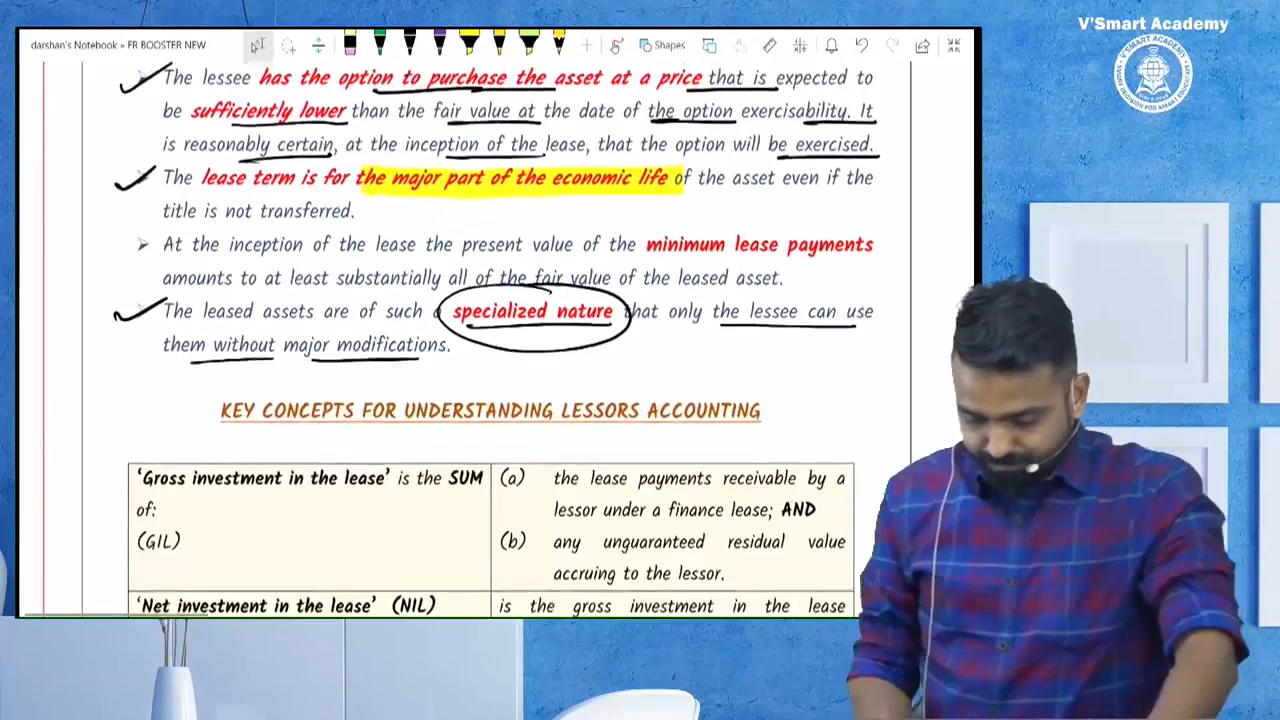 V'Smart Academy
darshan's Notebook » FR BOOSTER NEW
Shapes
The lessee has the option to purchase the asset at a price that is expected to
be sufficiently lower than the fair value at the date of the option exercisability. It
is reasonably certain, at the inception of the lease, that the option will be exercised.
The lease term is for the major part of the economic life of the asset even if the
title is not transferred.
At the inception of the lease the present value of the minimum lease payments
amounts to at least substantially all of the fair value of the leased asset.
The leased assets are of such a specialized nature that only the lessee can use
them without major modifications.
KEY CONCEPTS FOR UNDERSTANDING LESSORS ACCOUNTING
‘Gross investment in the lease’ is the SUM
of:
(GIL)
(a) the lease payments receivable by a
lessor under a finance lease; AND
(b) any unguaranteed residual value
accruing to the lessor.
‘Net investment in the lease’ (NIL)
is the gross investment in the lease